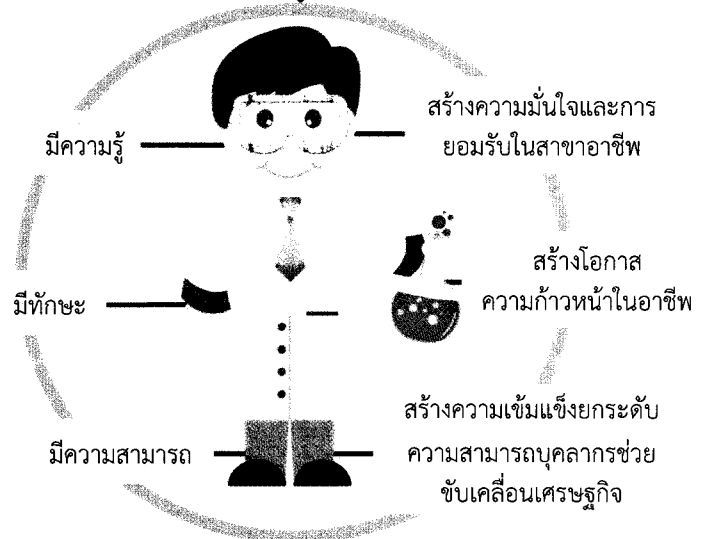 มีความรู้
สร้างความมั่นใจและการ
ยอมรับในสาขาอาชีพ
มีทักษะ
สร้างโอกาส
ความก้าวหน้าในอาชีพ
มีความสามารถ
สร้างความเข้มแข็งยกระดับ
ความสามารถบุคลากรช่วย
ขับเคลื่อนเศรษฐกิจ